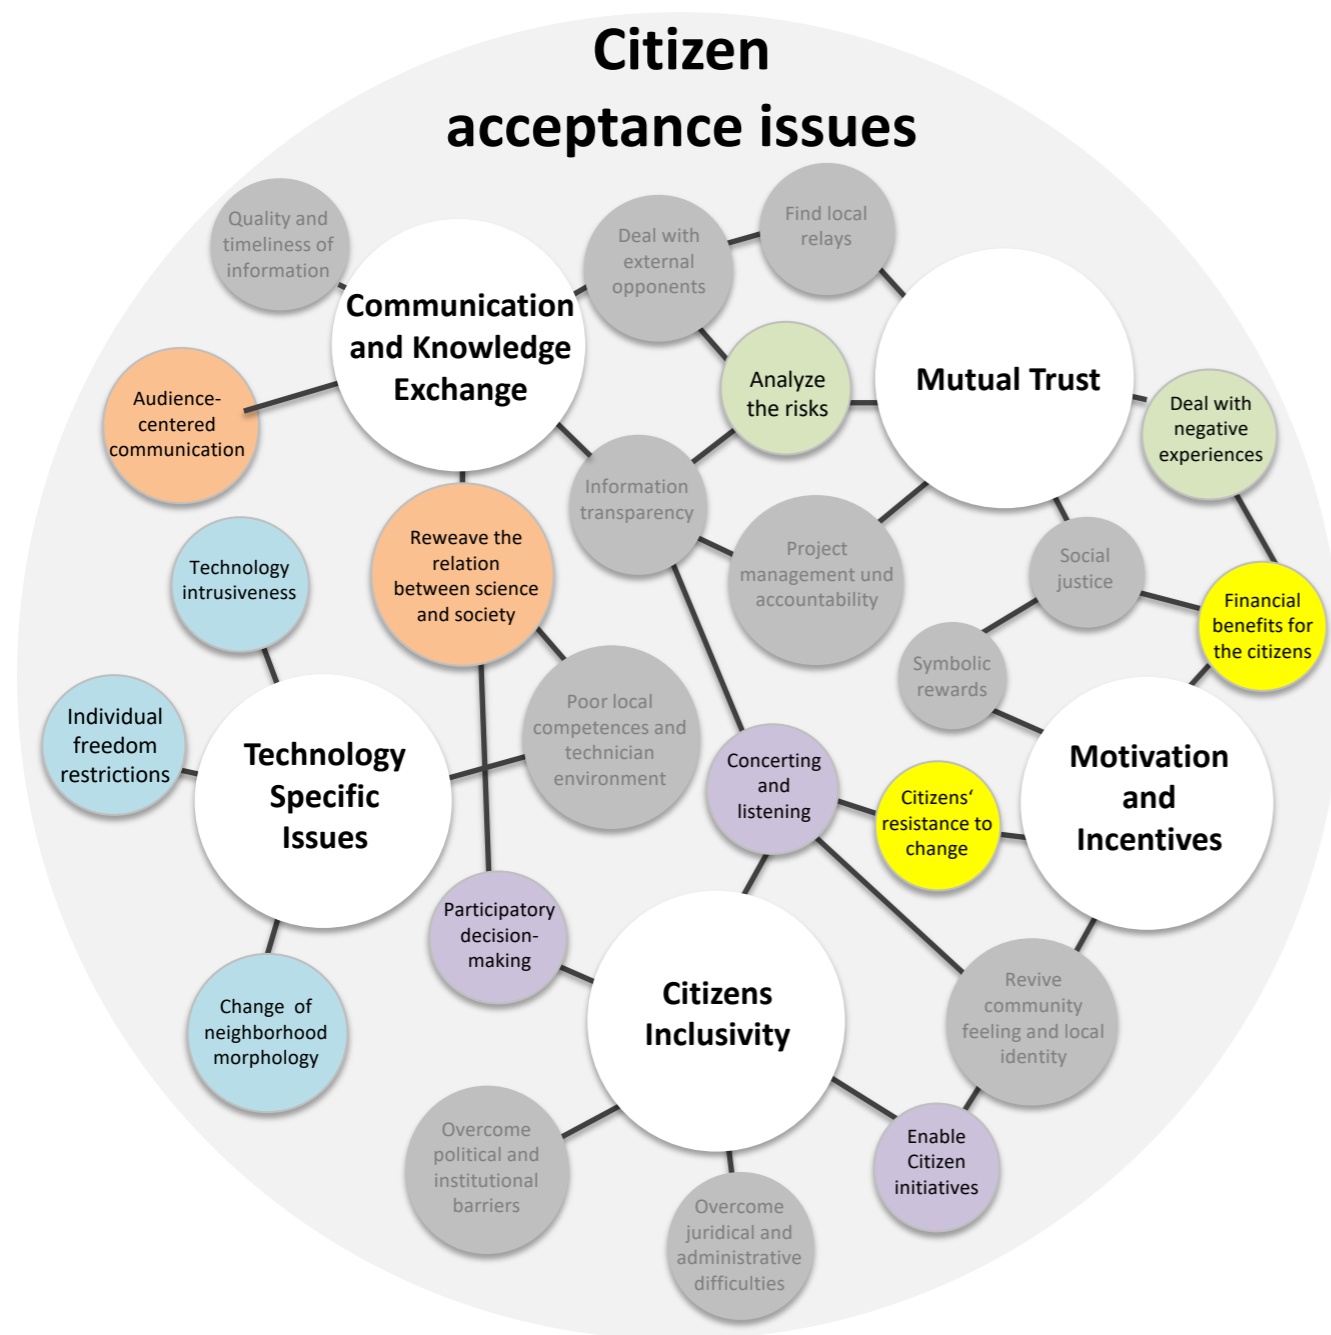 Citizen
acceptance issues
Quality and
timeliness of
information
Deal with
external
opponents
Find local
relays
Communication
and Knowledge
Exchange
Mutual Trust
Analyze
the risks
Audience-
centered
communication
Deal with
negative
experiences
Information
transparency
Reweave the
relation
between science
and society
Project
management und
accountability
Social
justice
Technology
intrusiveness
Financial
benefits for
the citizens
Symbolic
rewards
Poor local
competences and
technician
environment
Individual
freedom
restrictions
Technology
Specific
Issues
Concerting
and
listening
Citizens‘
resistance to
change
Motivation
and
Incentives
Participatory
decision-
making
Citizens
Inclusivity
Revive
community
feeling and local
identity
Change of
neighborhood
morphology
Overcome
political and
institutional
barriers
Enable
Citizen
initiatives
Overcome
juridical and
administrative
difficulties